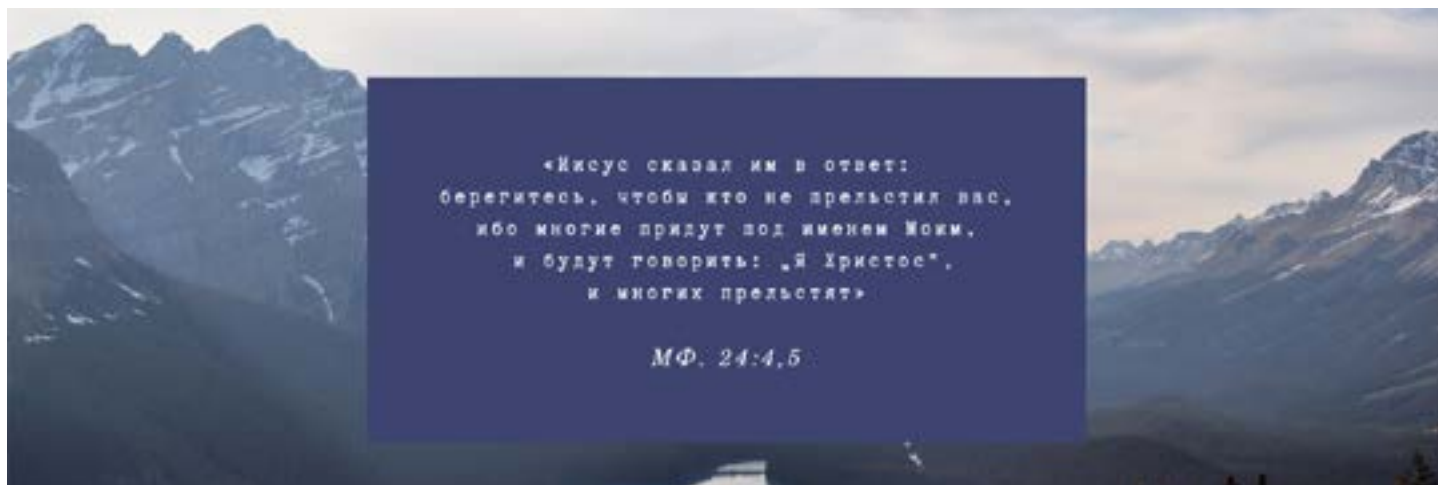 «Иисус сказал им в ответ:
берегитесь, чтобы кто не прельстил вас,
ибо многие придут под именем Моим,
и будут говорить: „Я Христос",
и многих прельстят»
МФ. 24:4,5